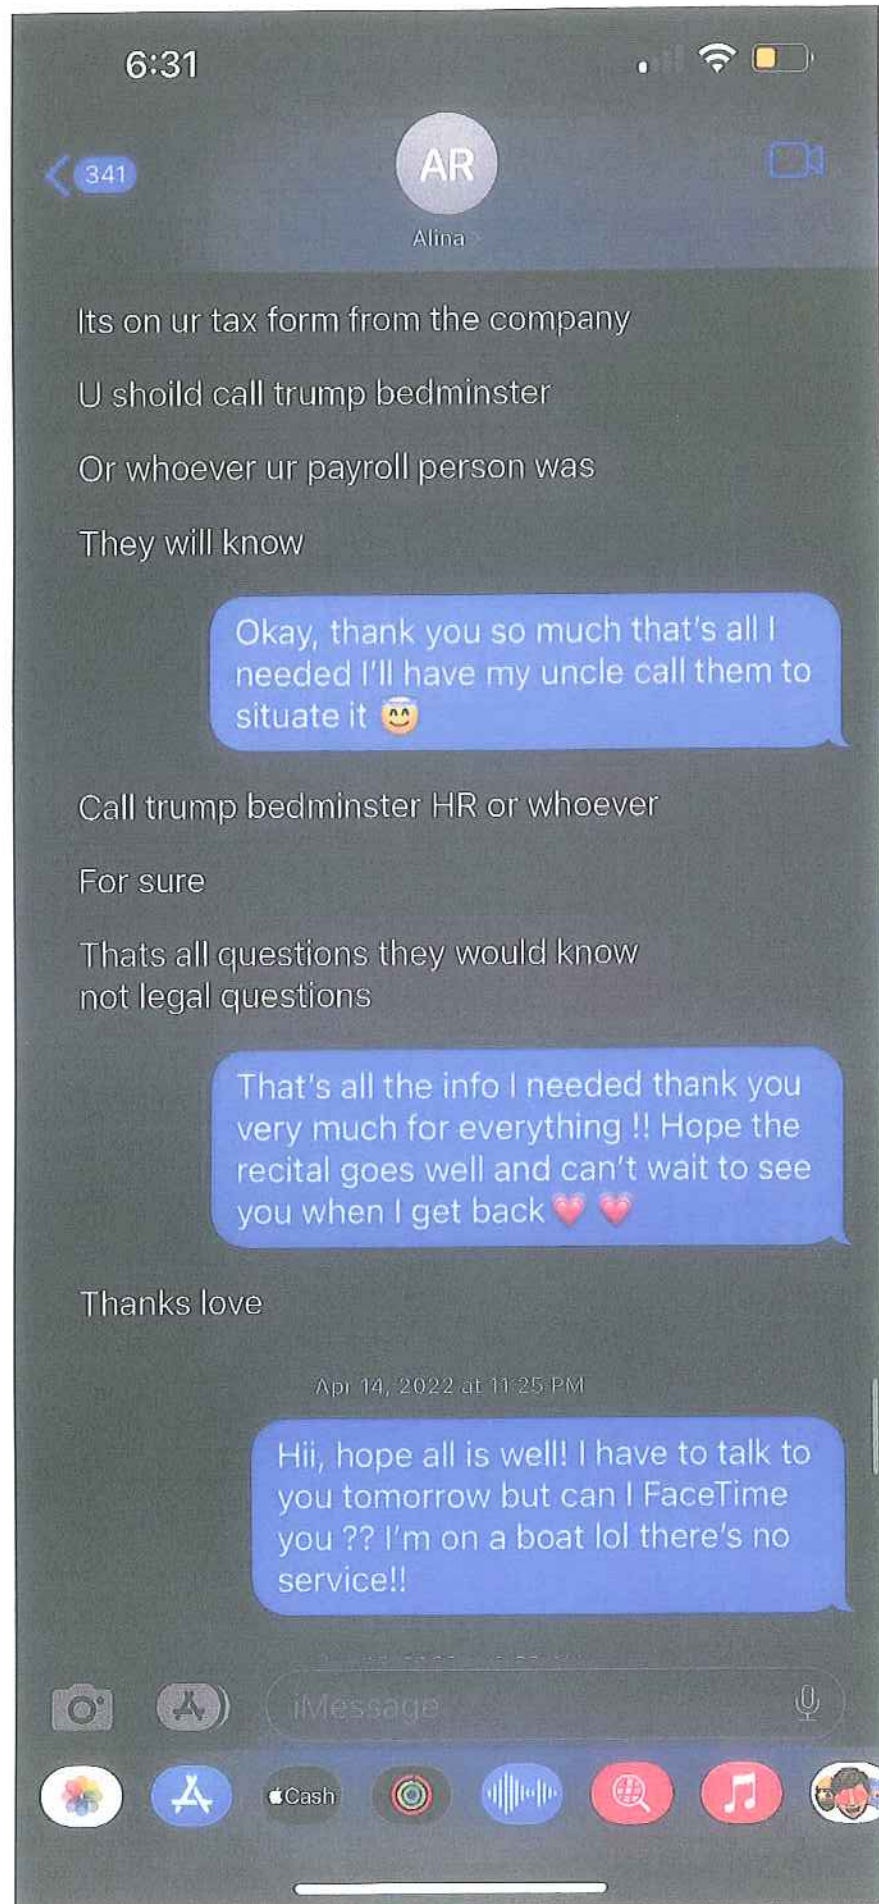 6:31
341
AR
Alina
Its on ur tax form from the company
U shoild call trump bedminster
Or whoever ur payroll person was
They will know
Okay, thank you so much that's all I
needed I'll have my uncle call them to
situate it 😇
Call trump bedminster HR or whoever
For sure
Thats all questions they would know
not legal questions
That's all the info I needed thank you
very much for everything !! Hope the
recital goes well and can't wait to see
you when I get back 💗 💗
Thanks love
Apr 14, 2022 at 11:25 PM
Hii, hope all is well! I have to talk to
you tomorrow but can I FaceTime
you ?? I'm on a boat lol there's no
service!!
iMessage
Cash